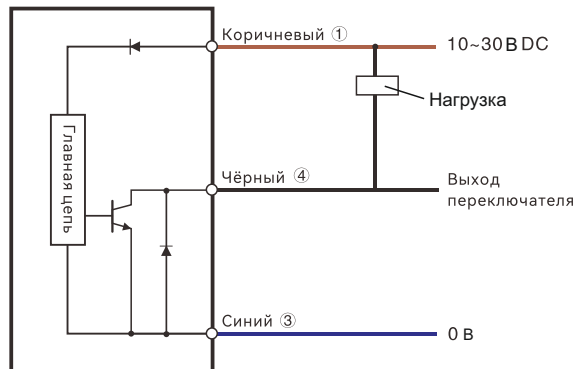 Коричневый ①
10~30 В DC
Нагрузка
Главная цепь
Чёрный ④
Выход
переключателя
Синий ③
0 В